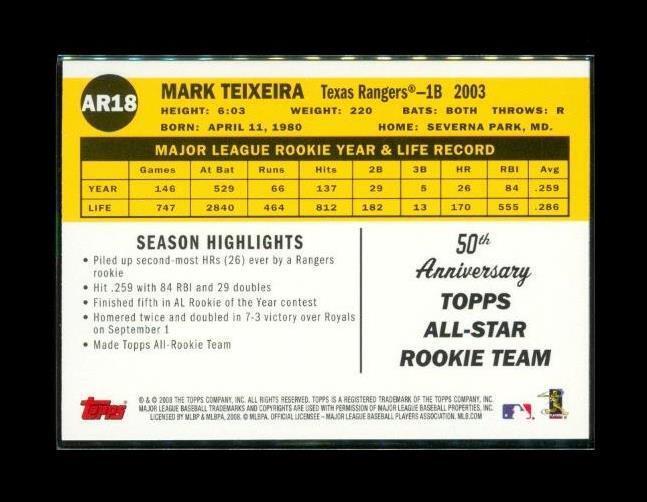 AR18
MARK TEIXEIRA Texas Rangers®–1B 2003
HEIGHT: 6:03 WEIGHT: 220 BATS: BOTH THROWS: R
BORN: APRIL 11, 1980 HOME: SEVERNA PARK, MD.
MAJOR LEAGUE ROOKIE YEAR & LIFE RECORD
Games At Bat Runs Hits 2B 3B HR RBI Avg
YEAR 146 529 66 137 29 5 26 84 .259
LIFE 747 2840 464 812 182 13 170 555 .286
SEASON HIGHLIGHTS
• Piled up second-most HRs (26) ever by a Rangers
rookie
• Hit .259 with 84 RBI and 29 doubles
• Finished fifth in AL Rookie of the Year contest
• Homered twice and doubled in 7-3 victory over Royals
on September 1
• Made Topps All-Rookie Team
50th
Anniversary
TOPPS
ALL-STAR
ROOKIE TEAM
Topps
® & © 2008 THE TOPPS COMPANY, INC. ALL RIGHTS RESERVED. TOPPS IS A REGISTERED TRADEMARK OF THE TOPPS COMPANY, INC.
MAJOR LEAGUE BASEBALL TRADEMARKS AND COPYRIGHTS ARE USED WITH PERMISSION OF MAJOR LEAGUE BASEBALL PROPERTIES, INC.
LICENSED BY MLBP & MLBPA, 2008. © MLBPA. OFFICIAL LICENSEE – MAJOR LEAGUE BASEBALL PLAYERS ASSOCIATION. MLB.COM